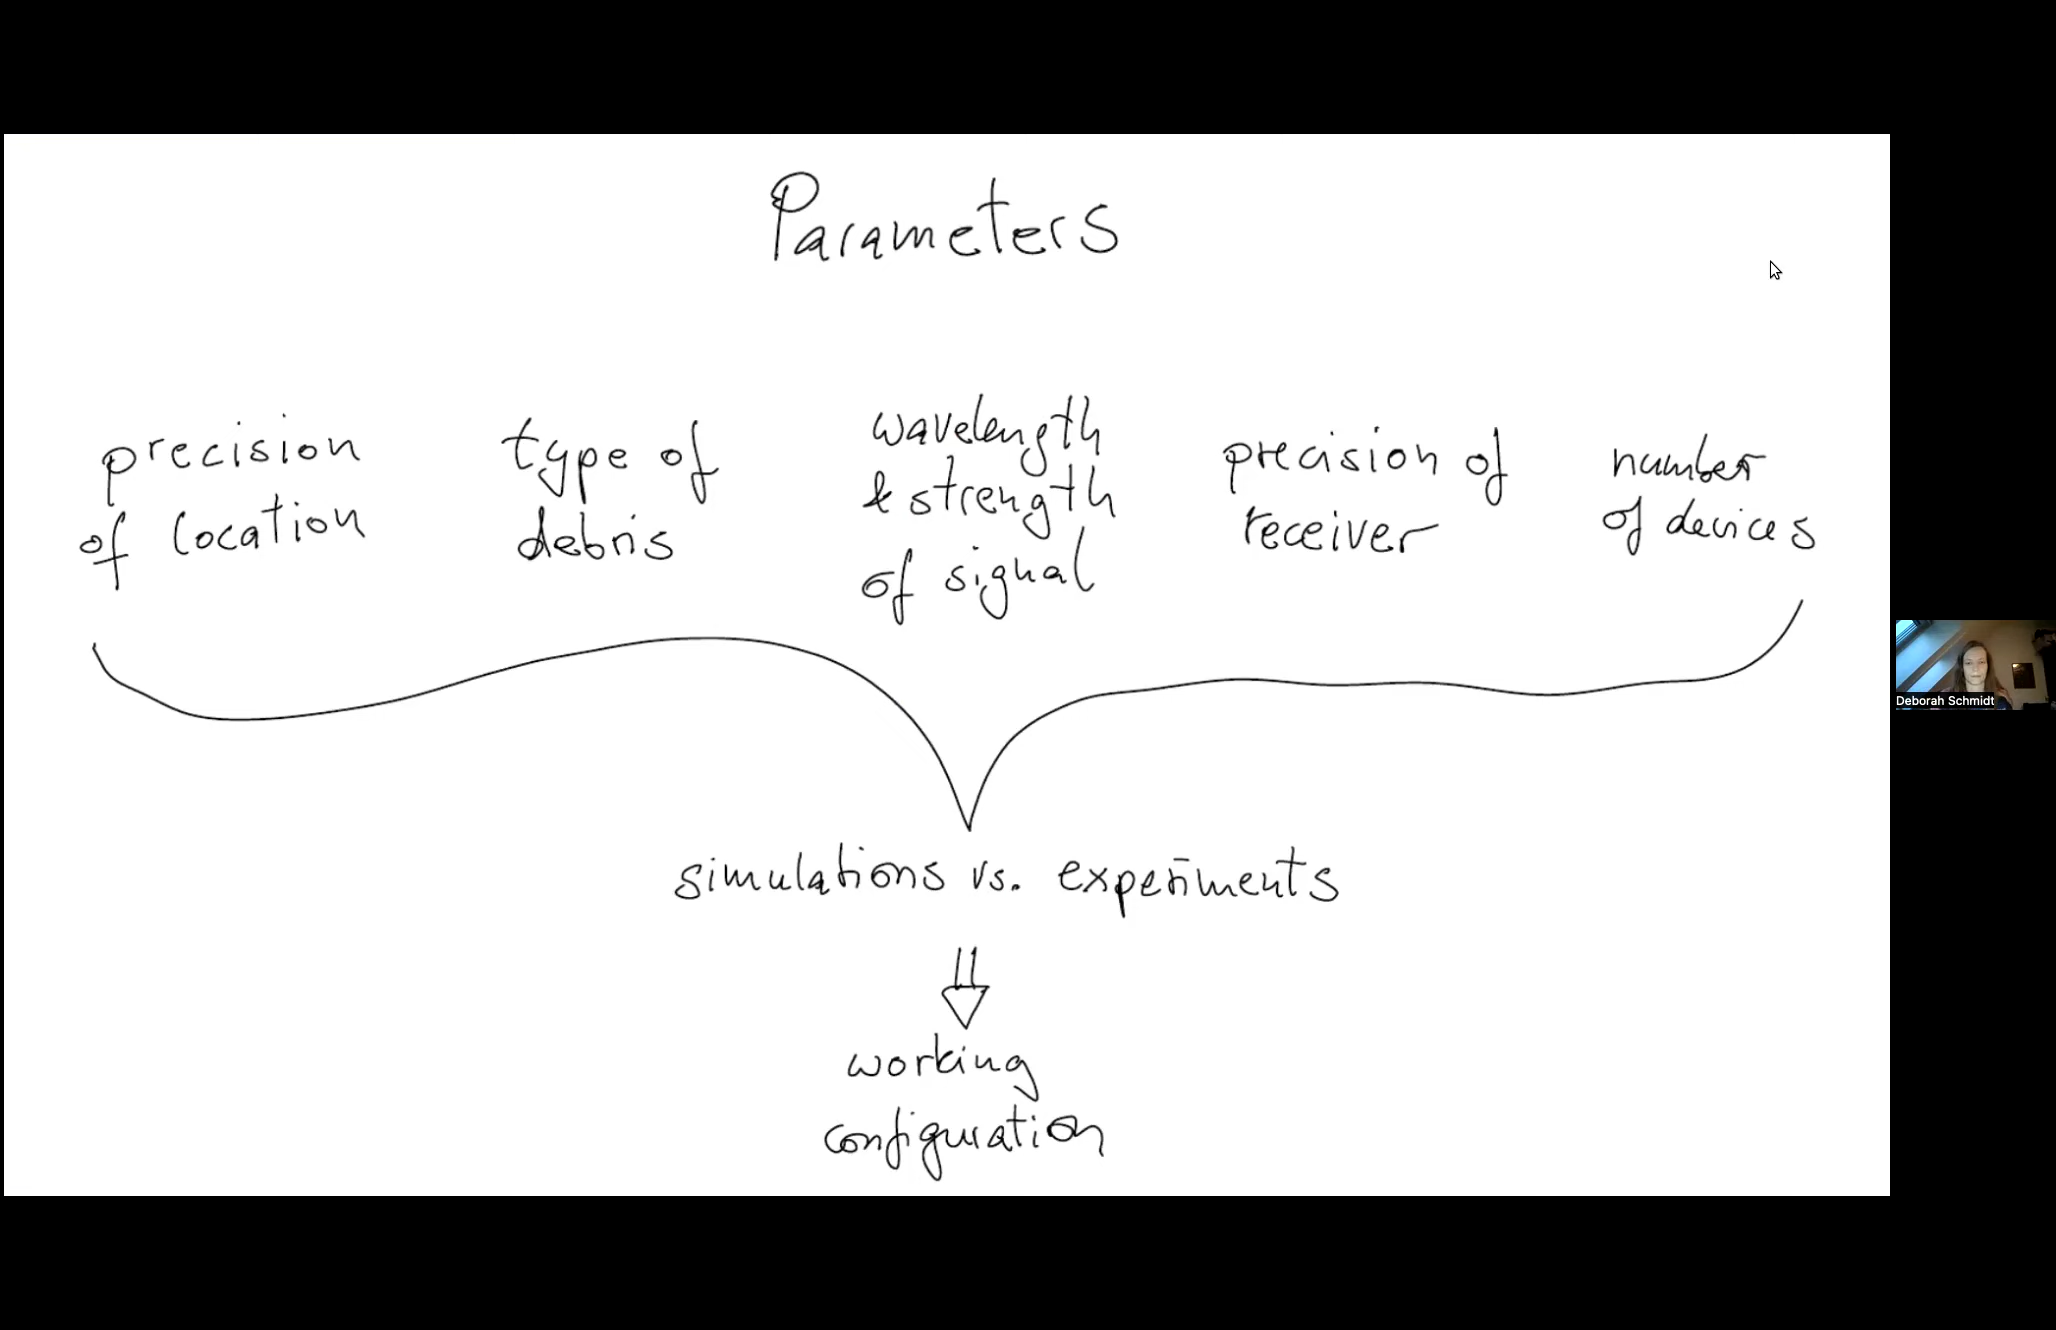 Parameters
precision
of location
type of
debris
wavelength
& strength
of signal
precision of
receiver
number
of devices
simulations vs. experiments
working
configuration
Deborah Schmidt